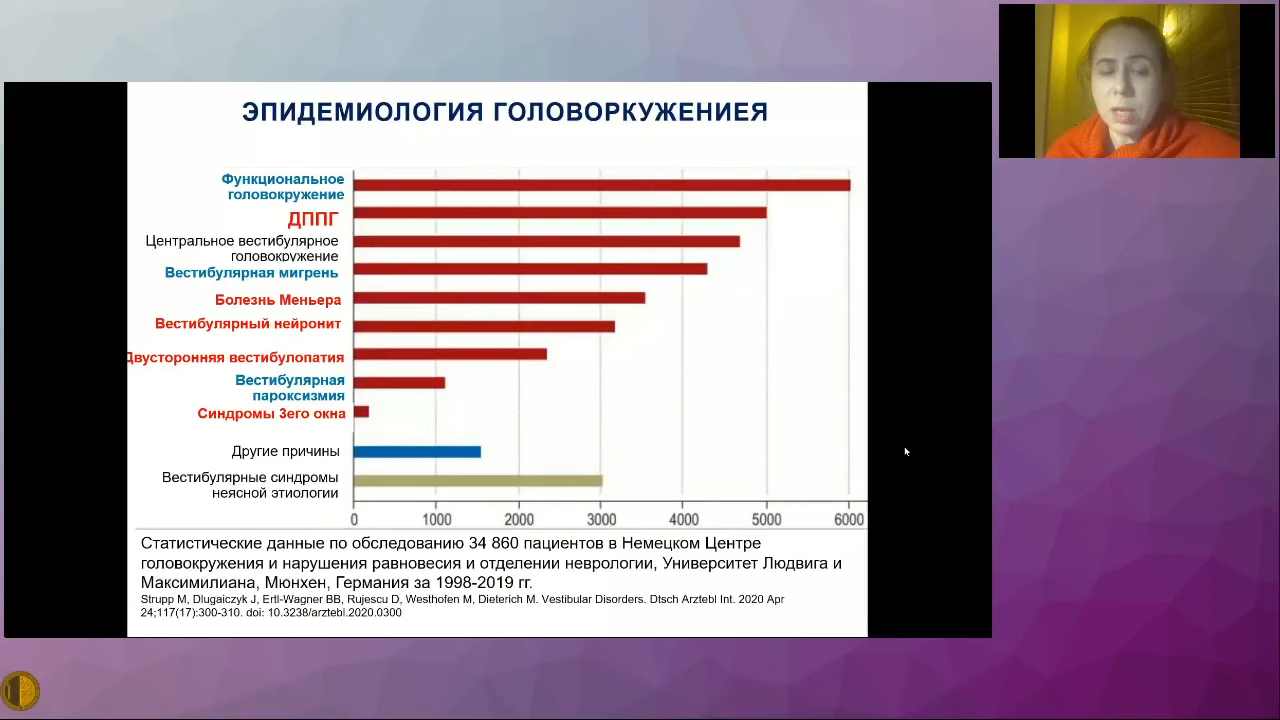 ЭПИДЕМИОЛОГИЯ ГОЛОВОРКУЖЕНИЕЯ
Функциональное
головокружение
ДППГ
Центральное вестибулярное
головокружение
Вестибулярная мигрень
Болезнь Меньера
Вестибулярный нейронит
Двусторонняя вестибулопатия
Вестибулярная
пароксизмия
Синдромы 3его окна
Другие причины
Вестибулярные синдромы
неясной этиологии
0 1000 2000 3000 4000 5000 6000
Статистические данные по обследованию 34 860 пациентов в Немецком Центре
головокружения и нарушения равновесия и отделении неврологии, Университет Людвига и
Максимилиана, Мюнхен, Германия за 1998-2019 гг.
Strupp M, Dlugaiczyk J, Ertl-Wagner BB, Rujescu D, Westhofen M, Dieterich M. Vestibular Disorders. Dtsch Arztebl Int. 2020 Apr
24;117(17):300-310. doi: 10.3238/arztebl.2020.0300